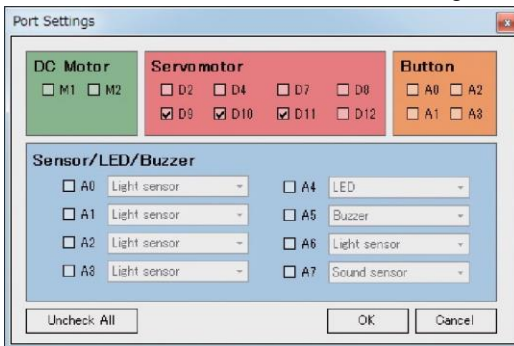 Port Settings
DC Motor
M1 M2
Servomotor
D2 D4 D7 D8
D9 D10 D11 D12
Button
A0 A2
A1 A3
Sensor/LED/Buzzer
A0 Light sensor
A1 Light sensor
A2 Light sensor
A3 Light sensor
A4 LED
A5 Buzzer
A6 Light sensor
A7 Sound sensor
Uncheck All
OK
Cancel